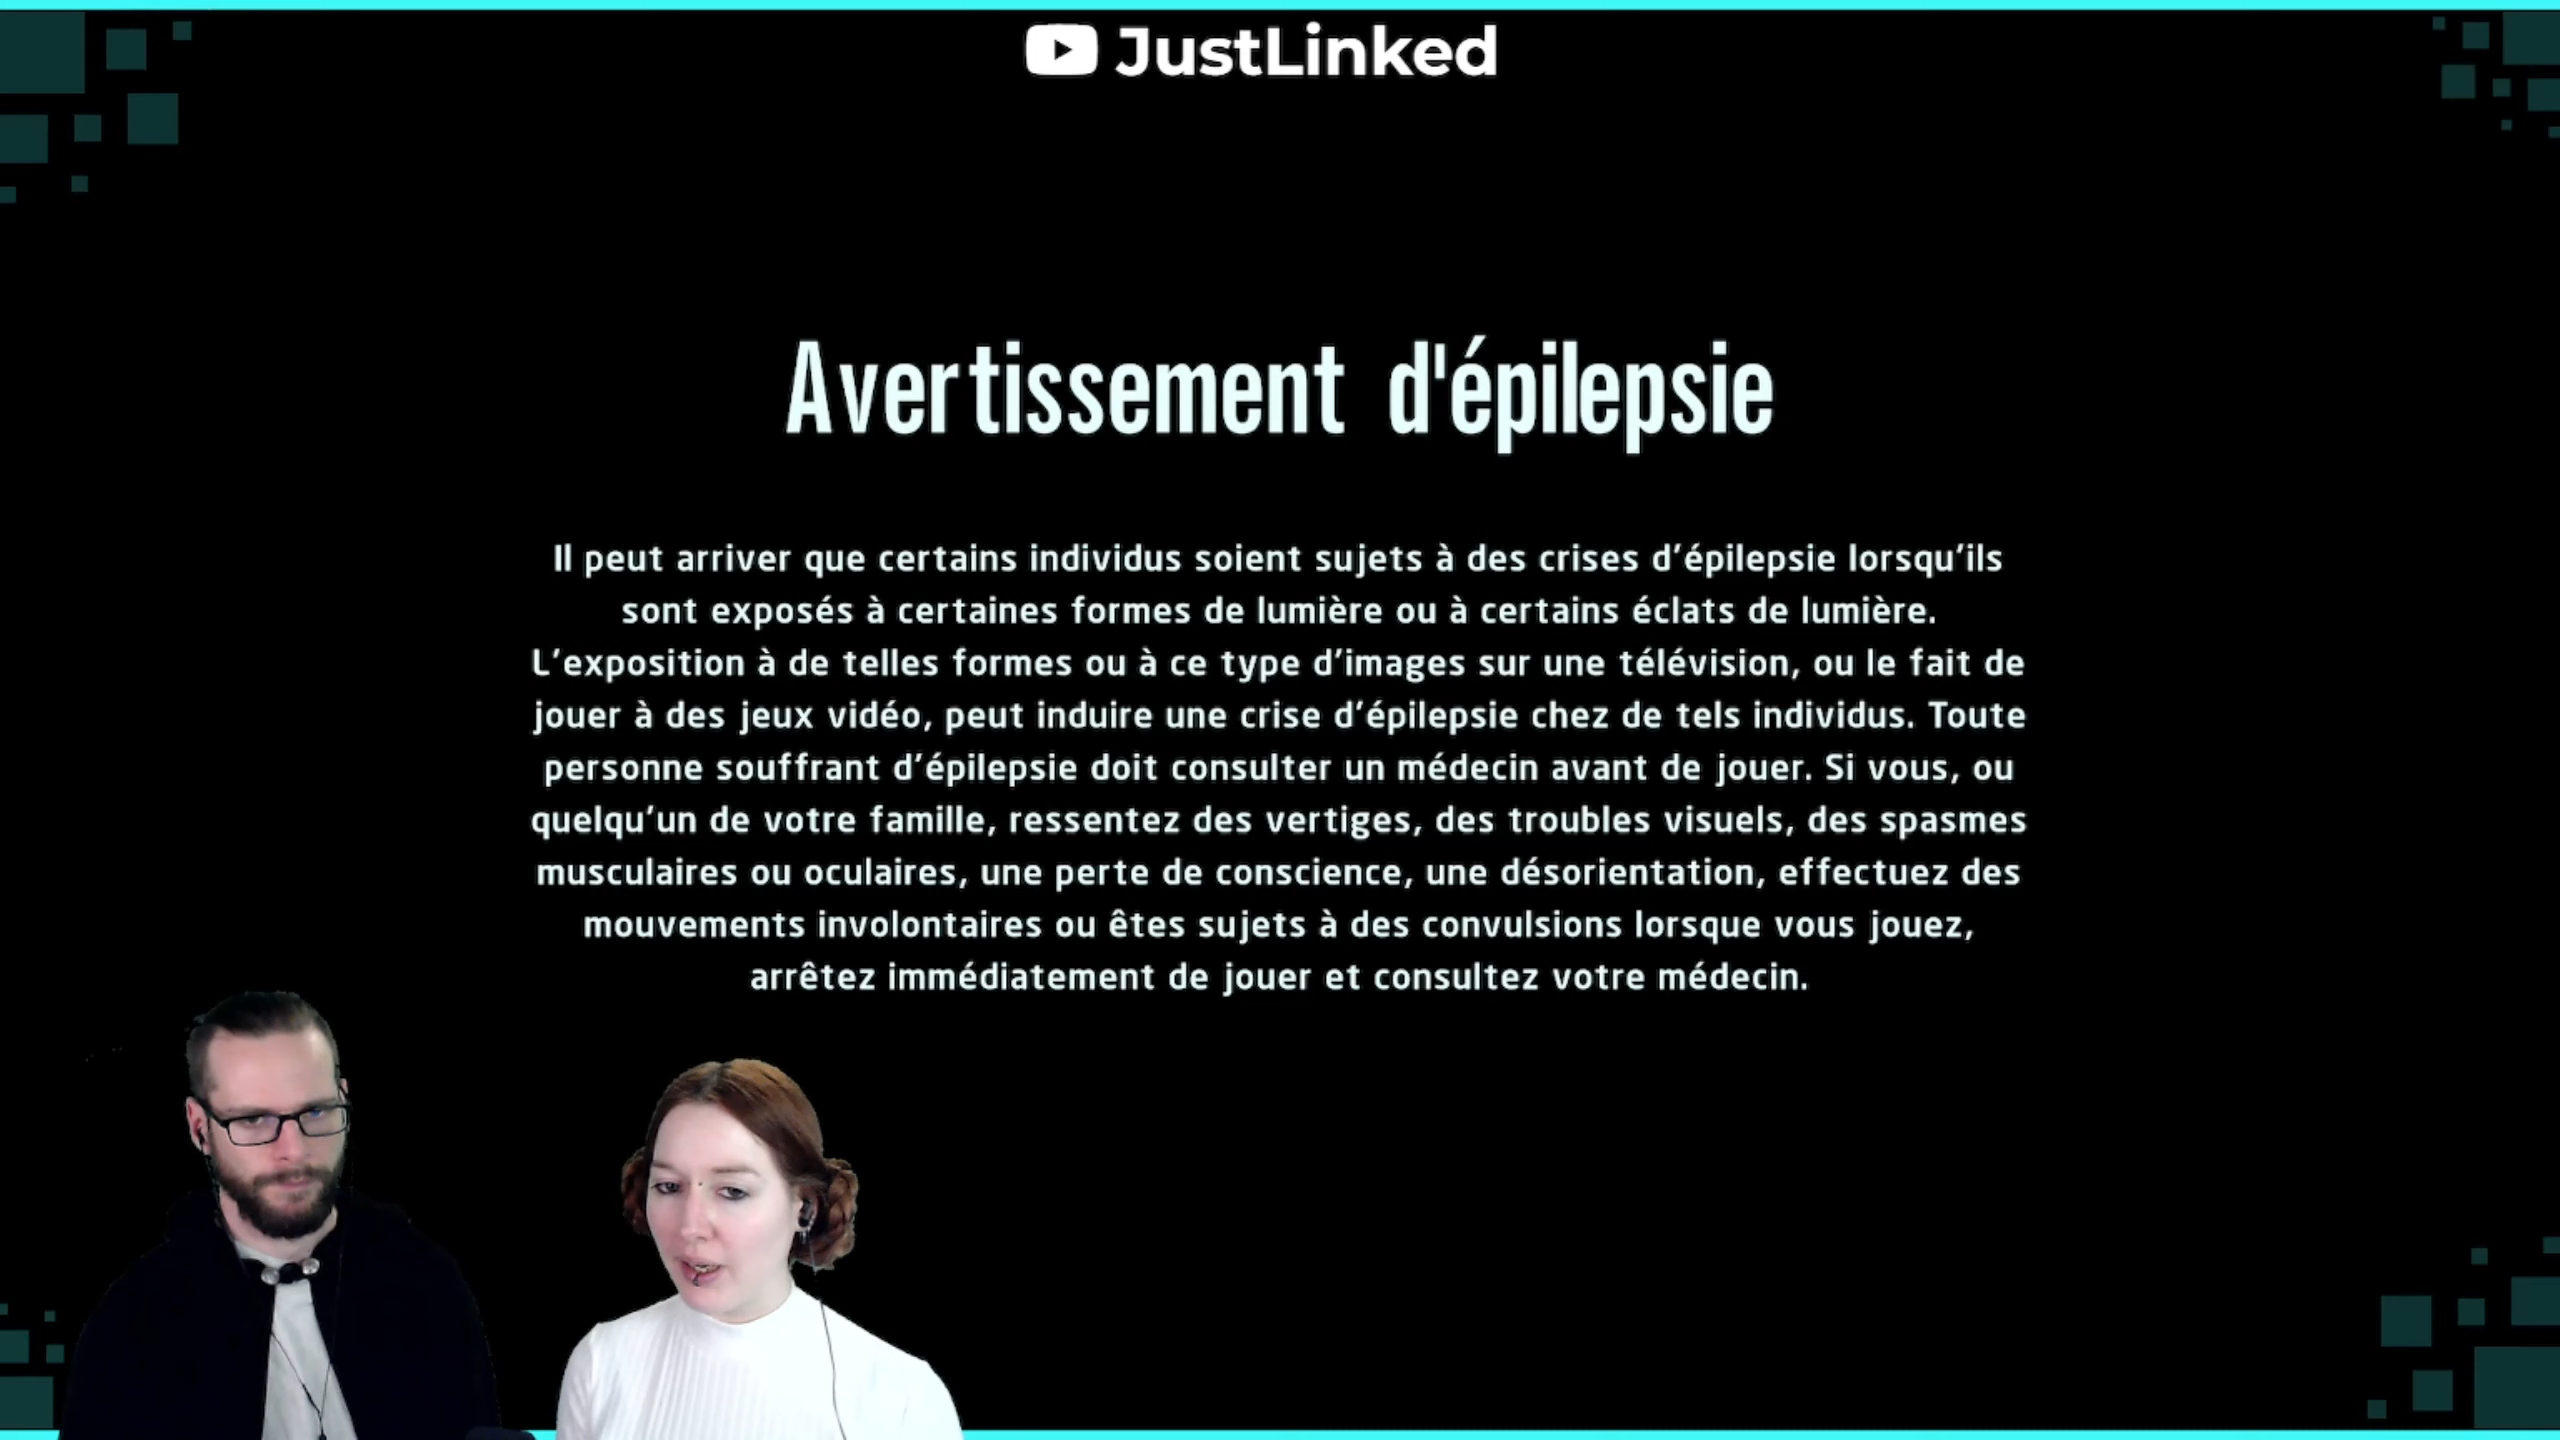 JustLinked
Avertissement d'épilepsie
Il peut arriver que certains individus soient sujets à des crises d’épilepsie lorsqu’ils
sont exposés à certaines formes de lumière ou à certains éclats de lumière.
L’exposition à de telles formes ou à ce type d’images sur une télévision, ou le fait de
jouer à des jeux vidéo, peut induire une crise d’épilepsie chez de tels individus. Toute
personne souffrant d’épilepsie doit consulter un médecin avant de jouer. Si vous, ou
quelqu’un de votre famille, ressentez des vertiges, des troubles visuels, des spasmes
musculaires ou oculaires, une perte de conscience, une désorientation, effectuez des
mouvements involontaires ou êtes sujets à des convulsions lorsque vous jouez,
arrêtez immédiatement de jouer et consultez votre médecin.